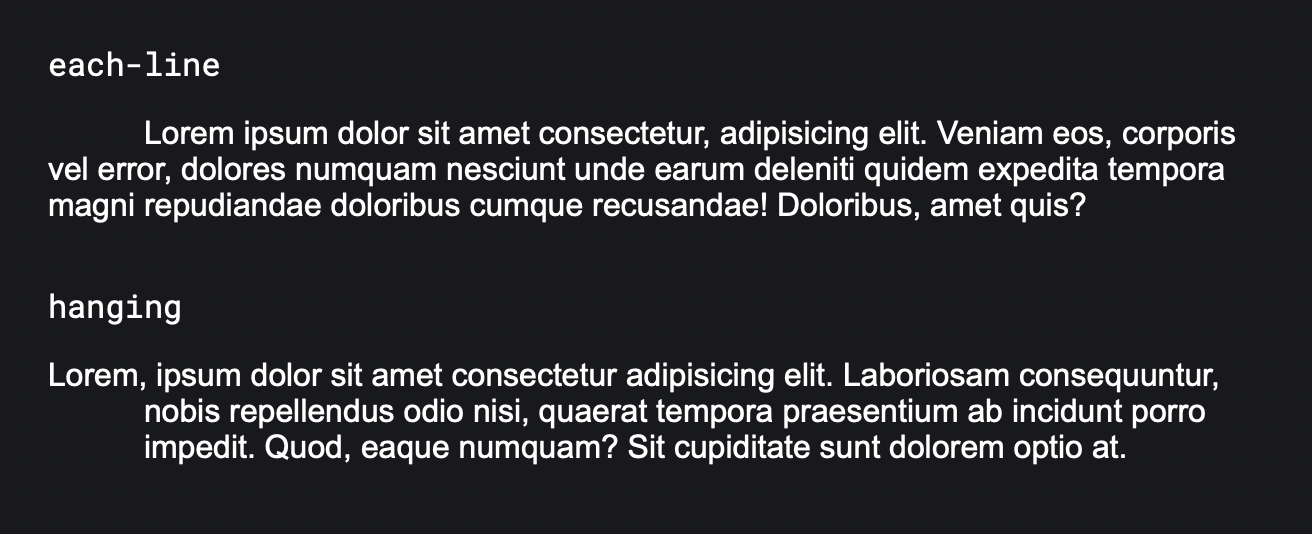 each-line
Lorem ipsum dolor sit amet consectetur, adipisicing elit. Veniam eos, corporis
vel error, dolores numquam nesciunt unde earum deleniti quidem expedita tempora
magni repudiandae doloribus cumque recusandae! Doloribus, amet quis?
hanging
Lorem, ipsum dolor sit amet consectetur adipisicing elit. Laboriosam consequuntur,
nobis repellendus odio nisi, quaerat tempora praesentium ab incidunt porro
impedit. Quod, eaque numquam? Sit cupiditate sunt dolorem optio at.